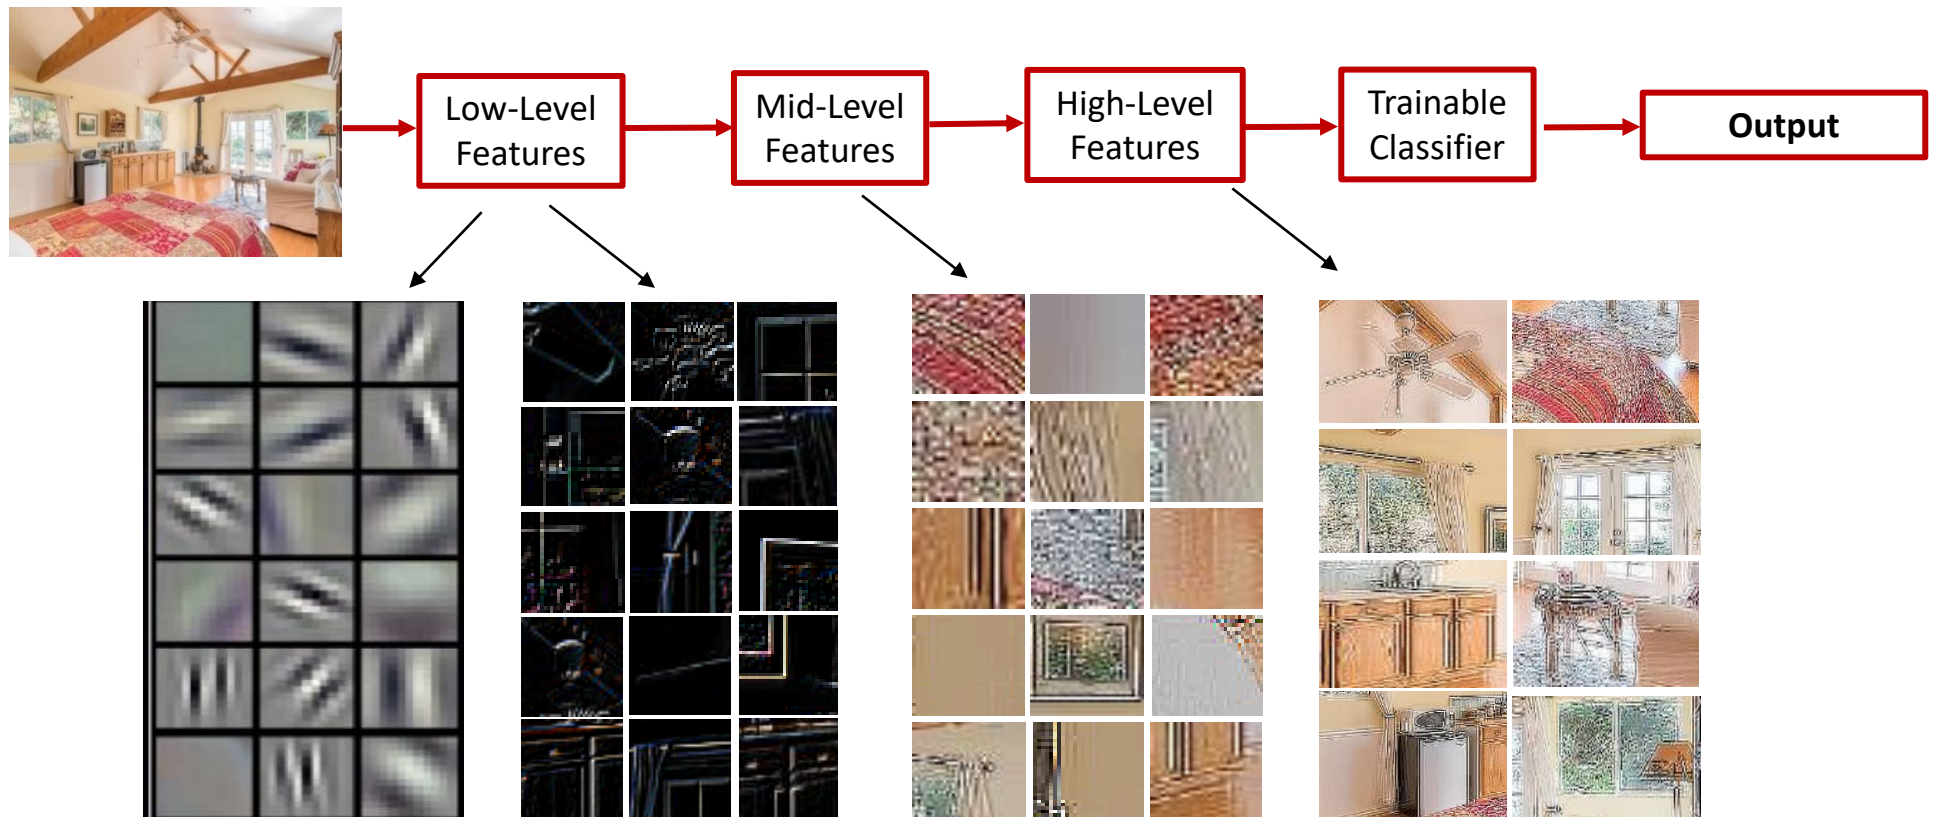 Low-Level
Features
Mid-Level
Features
High-Level
Features
Trainable
Classifier
Output